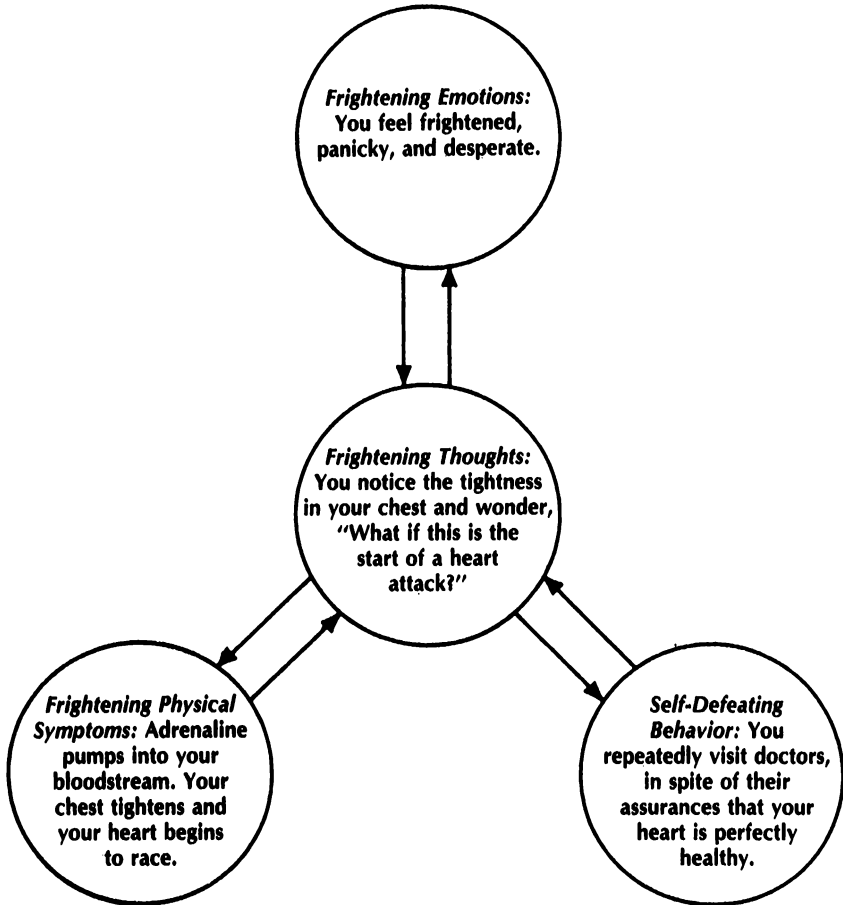 Frightening Emotions:
You feel frightened,
panicky, and desperate.
Frightening Thoughts:
You notice the tightness
in your chest and wonder,
“What if this is the
start of a heart
attack?”
Frightening Physical
Symptoms: Adrenaline
pumps into your
bloodstream. Your
chest tightens and
your heart begins
to race.
Self-Defeating
Behavior: You
repeatedly visit doctors,
in spite of their
assurances that your
heart is perfectly
healthy.